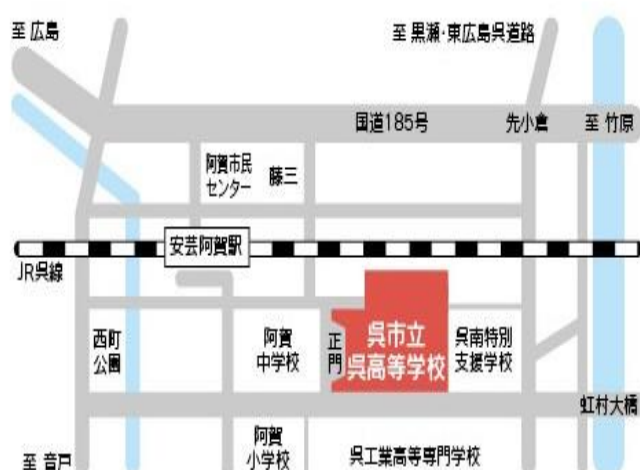 至 広島
至 黒瀬・東広島呉道路
国道185号
先小倉
至 竹原
阿賀市民
センター
藤三
安芸阿賀駅
JR呉線
西町
公園
阿賀
中学校
正門
呉市立
呉高等学校
呉南特別
支援学校
虹村大橋
至 音戸
阿賀
小学校
呉工業高等専門学校